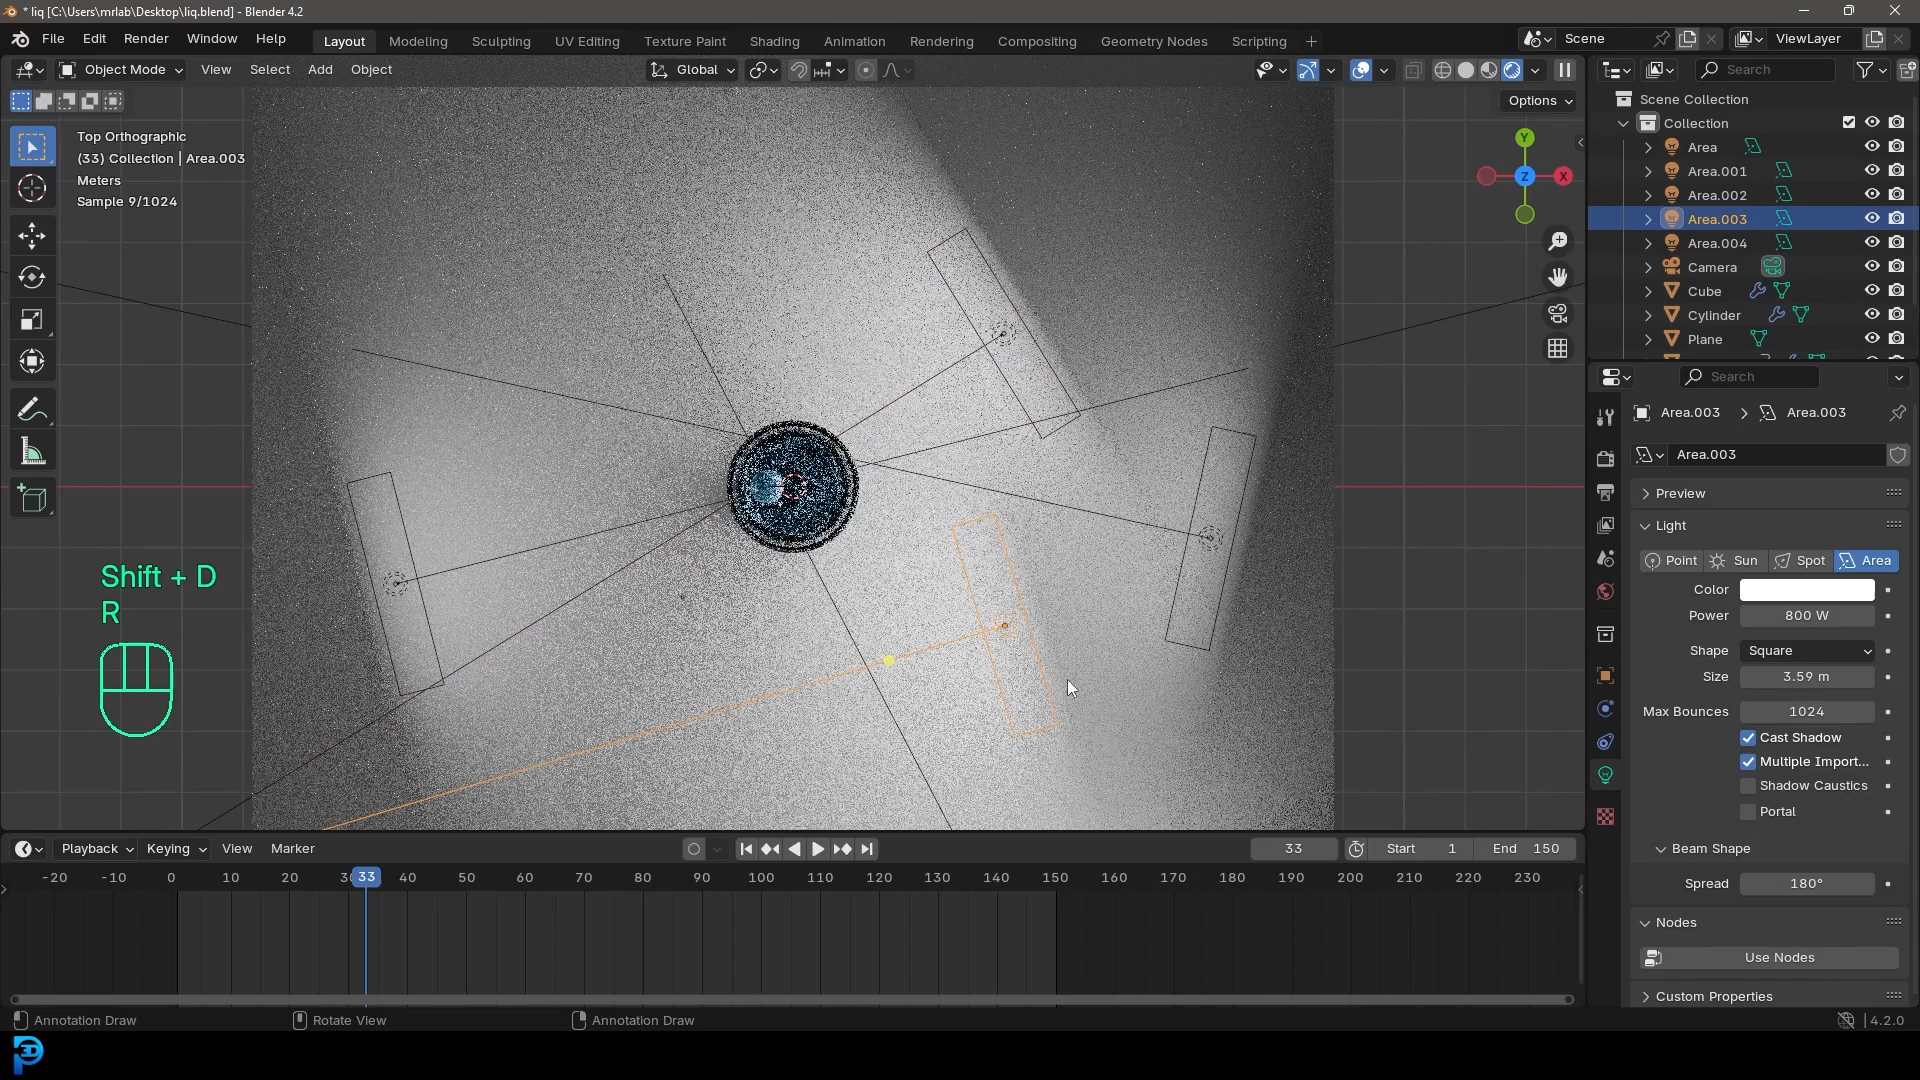 * liq [C:\Users\mrlab\Desktop\liq.blend] - Blender 4.2
File Edit Render Window Help
Layout Modeling Sculpting UV Editing Texture Paint Shading Animation Rendering Compositing Geometry Nodes Scripting +
Scene ViewLayer
Object Mode View Select Add Object Global
Search
Options
Scene Collection
Collection
Area
Area.001
Area.002
Area.003
Area.004
Camera
Cube
Cylinder
Plane
Top Orthographic
(33) Collection | Area.003
Meters
Sample 9/1024
Y
Z X
Shift + D
R
Search
Area.003 > Area.003
Area.003
Preview
Light
Point Sun Spot Area
Color
Power 800 W
Shape Square
Size 3.59 m
Max Bounces 1024
Cast Shadow
Multiple Import...
Shadow Caustics
Portal
Beam Shape
Spread 180°
Nodes
Use Nodes
Custom Properties
Playback Keying View Marker
33 Start 1 End 150
-20 -10 0 10 20 33 40 50 60 70 80 90 100 110 120 130 140 150 160 170 180 190 200 210 220 230
Annotation Draw Rotate View Annotation Draw
4.2.0